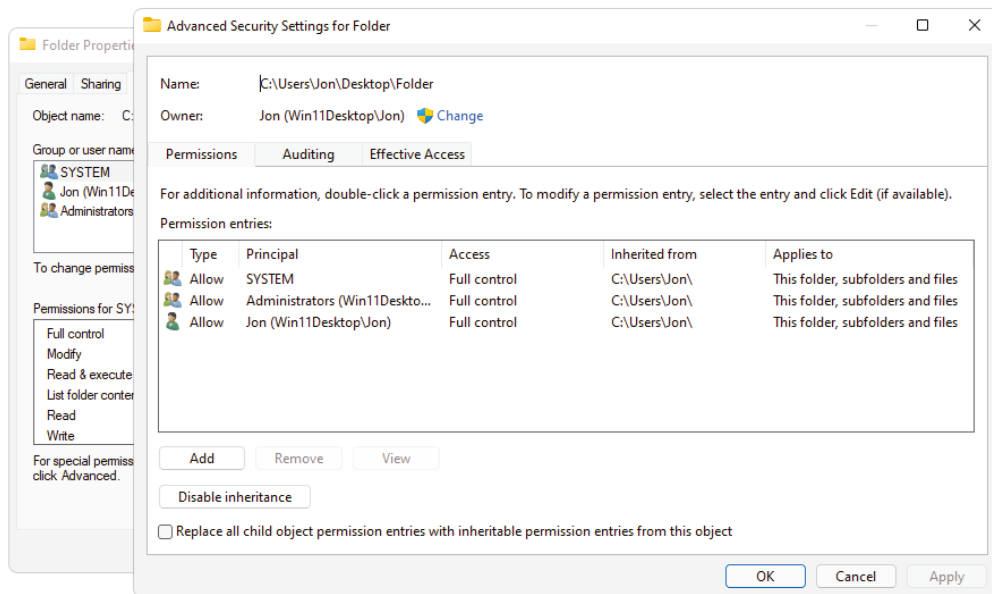 Advanced Security Settings for Folder
Name: C:\Users\Jon\Desktop\Folder
Owner: Jon (Win11Desktop\Jon) Change
Permissions Auditing Effective Access
For additional information, double-click a permission entry. To modify a permission entry, select the entry and click Edit (if available).
Permission entries:
Type Principal Access Inherited from Applies to
Allow SYSTEM Full control C:\Users\Jon\ This folder, subfolders and files
Allow Administrators (Win11Deskto... Full control C:\Users\Jon\ This folder, subfolders and files
Allow Jon (Win11Desktop\Jon) Full control C:\Users\Jon\ This folder, subfolders and files
Add Remove View
Disable inheritance
Replace all child object permission entries with inheritable permission entries from this object
OK Cancel Apply
Folder Properti
General Sharing
Object name: C:
Group or user name
SYSTEM
Jon (Win11De
Administrators
To change permiss
Permissions for SYS
Full control
Modify
Read & execute
List folder conter
Read
Write
For special permiss
click Advanced.